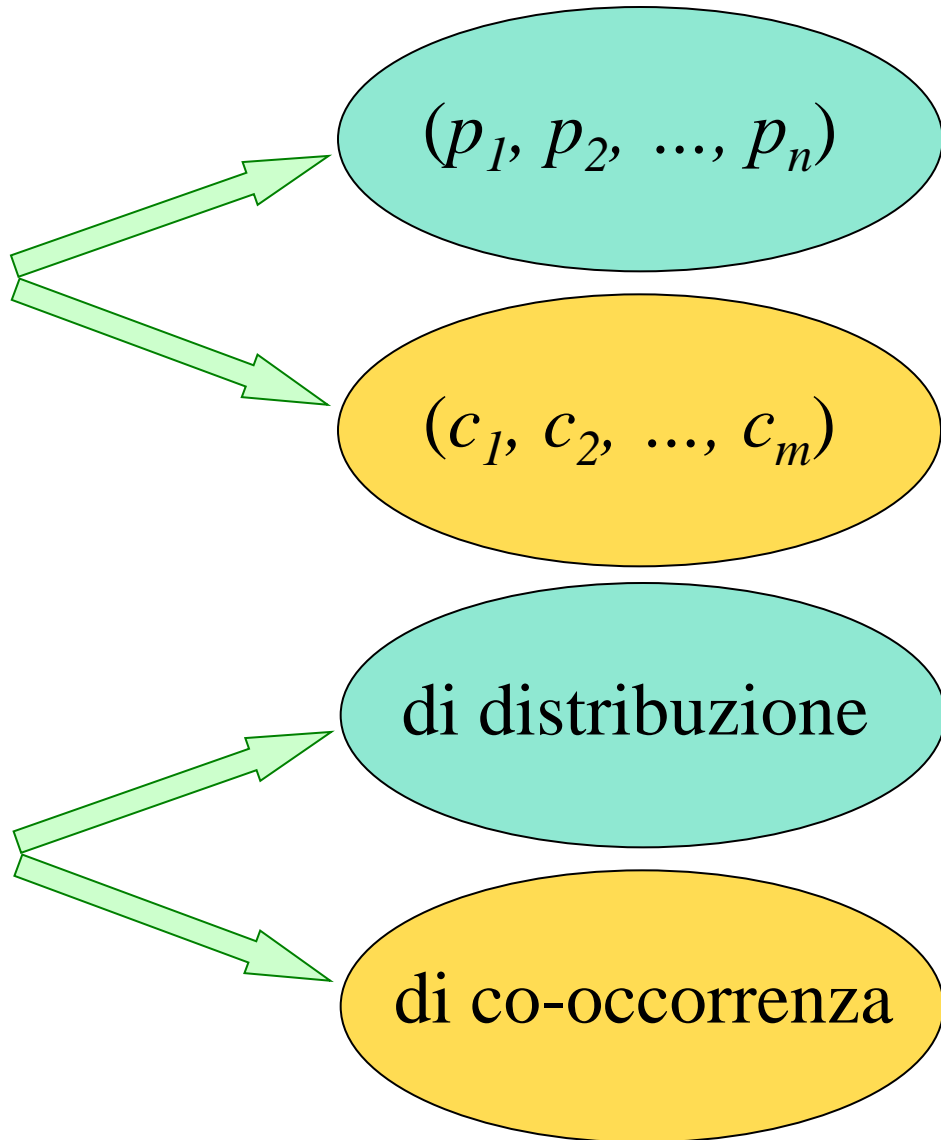 (p₁, p₂, ..., pₙ)
(c₁, c₂, ..., cₘ)
di distribuzione
di co-occorrenza